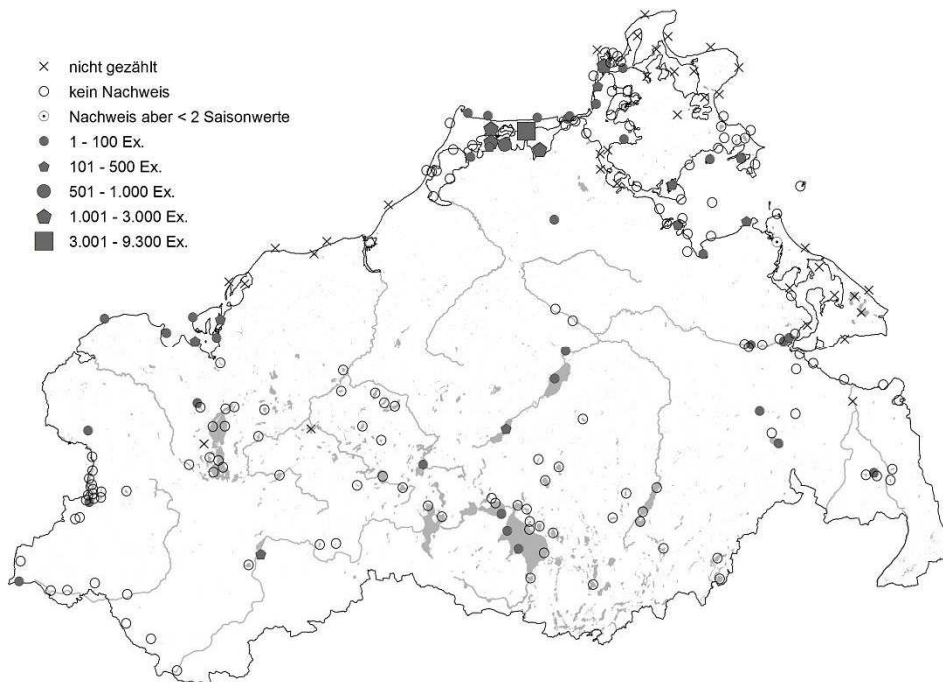 nicht gezählt
kein Nachweis
Nachweis aber < 2 Saisonwerte
1 - 100 Ex.
101 - 500 Ex.
501 - 1.000 Ex.
1.001 - 3.000 Ex.
3.001 - 9.300 Ex.